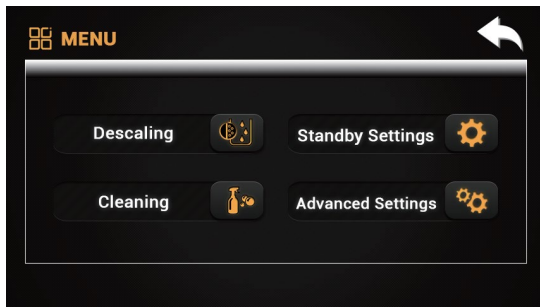 MENU
Descaling
Standby Settings
Cleaning
Advanced Settings